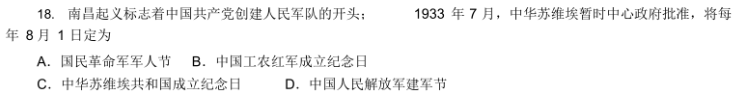 18. 南昌起义标志着中国共产党创建人民军队的开头； 1933 年 7 月，中华苏维埃暂时中心政府批准，将每
年 8 月 1 日定为
A. 国民革命军军人节 B. 中国工农红军成立纪念日
C. 中华苏维埃共和国成立纪念日 D. 中国人民解放军建军节